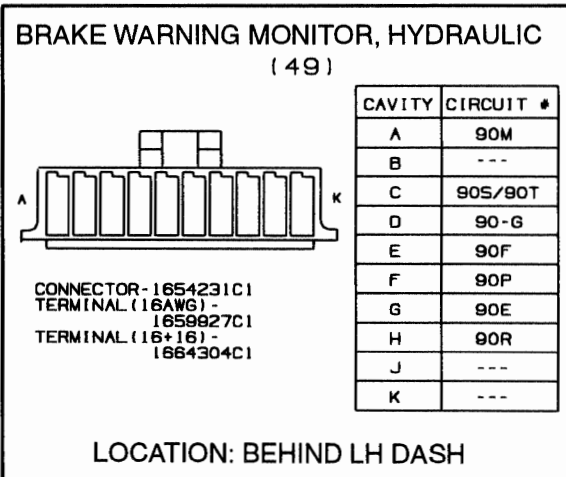 BRAKE WARNING MONITOR, HYDRAULIC
(49)
CAVITY CIRCUIT #
A 90M
B ---
C 90S/90T
D 90-G
E 90F
F 90P
G 90E
H 90R
J ---
K ---
A K
CONNECTOR-1654231C1
TERMINAL(16AWG)-
1659927C1
TERMINAL(16+16)-
1664304C1
LOCATION: BEHIND LH DASH